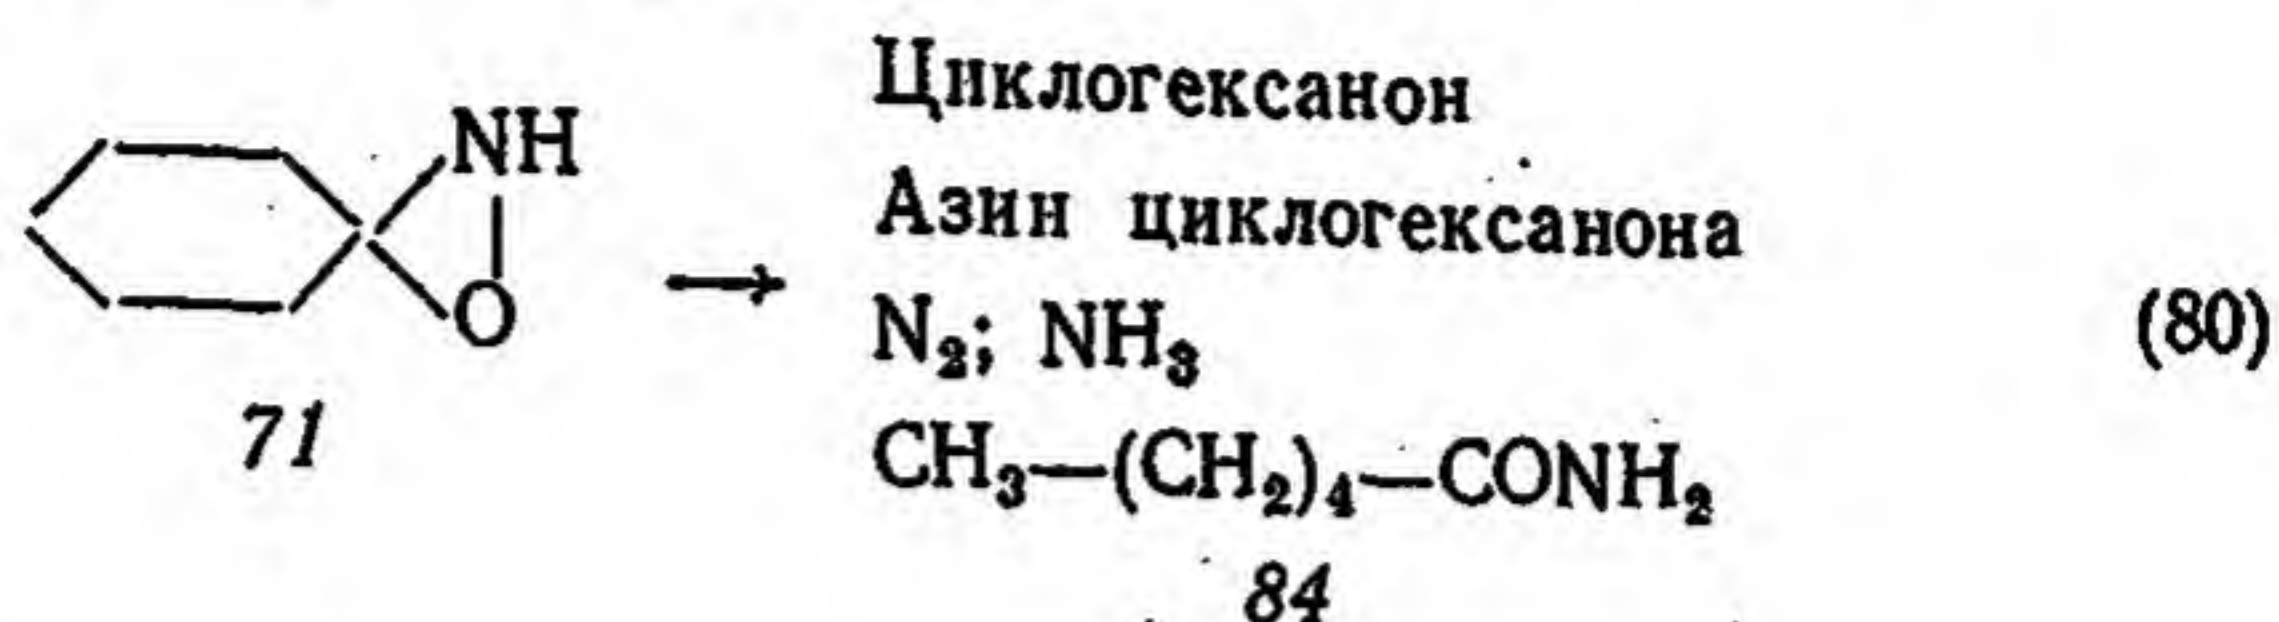 Циклогексанон
NH
Азин циклогексанона
→
O
N₂; NH₃
(80)
71
CH₃—(CH₂)₄—CONH₂
84